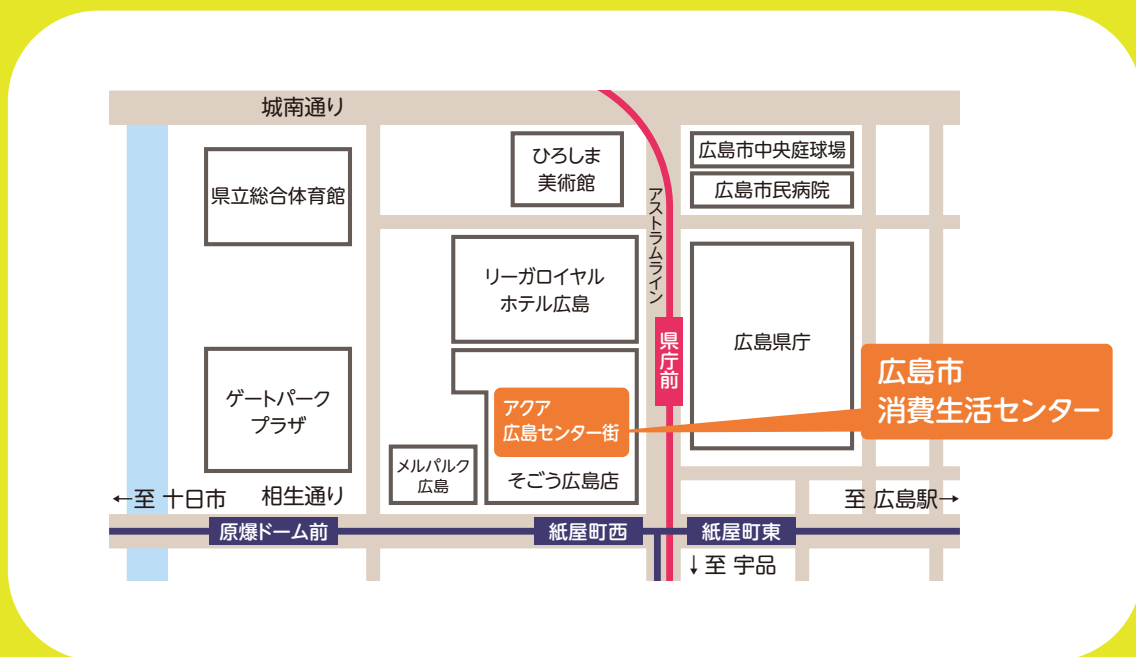 城南通り
県立総合体育館
ひろしま
美術館
広島市中央庭球場
広島市民病院
アストラムライン
リーガロイヤル
ホテル広島
県庁前
広島県庁
ゲートパーク
プラザ
アクア
広島センター街
広島市
消費生活センター
メルパルク
広島
そごう広島店
←至 十日市
相生通り
至 広島駅→
原爆ドーム前
紙屋町西
紙屋町東
↓至 宇品